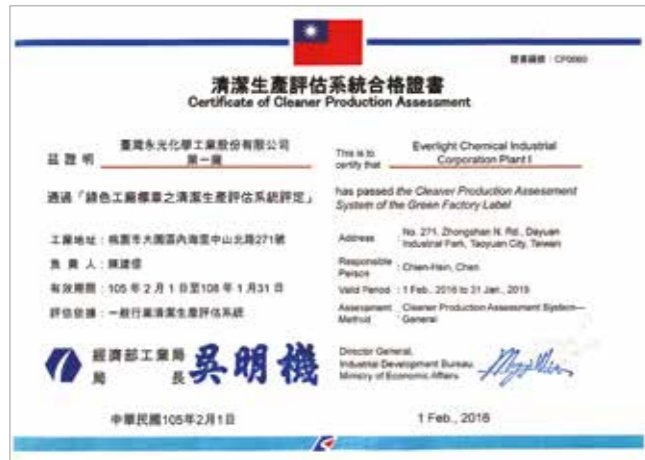 證書編號：CP0060
清潔生產評估系統合格證書
Certificate of Cleaner Production Assessment
茲證明
臺灣永光化學工業股份有限公司
第一廠
通過「綠色工廠標章之清潔生產評估系統評定」
工廠地址：桃園市大園區內海里中山北路271號
負責人：陳建信
有效期間：105 年 2 月 1 日至108 年 1月31 日
評估依據：一般行業清潔生產評估系統
經濟部工業局
局長 吳明機
中華民國105年2月1日
This is to
certify that
Everlight Chemical Industrial
Corporation Plant I
has passed the Cleaner Production Assessment
System of the Green Factory Label
Address : No. 271, Zhongshan N. Rd., Dayuan
Industrial Park, Taoyuan City, Taiwan
Responsible
Person : Chien-Hsin, Chen
Valid Period : 1 Feb., 2016 to 31 Jan., 2019
Assessment
Method : Cleaner Production Assessment System—
General
Director General,
Industrial Development Bureau,
Ministry of Economic Affairs
1 Feb., 2016